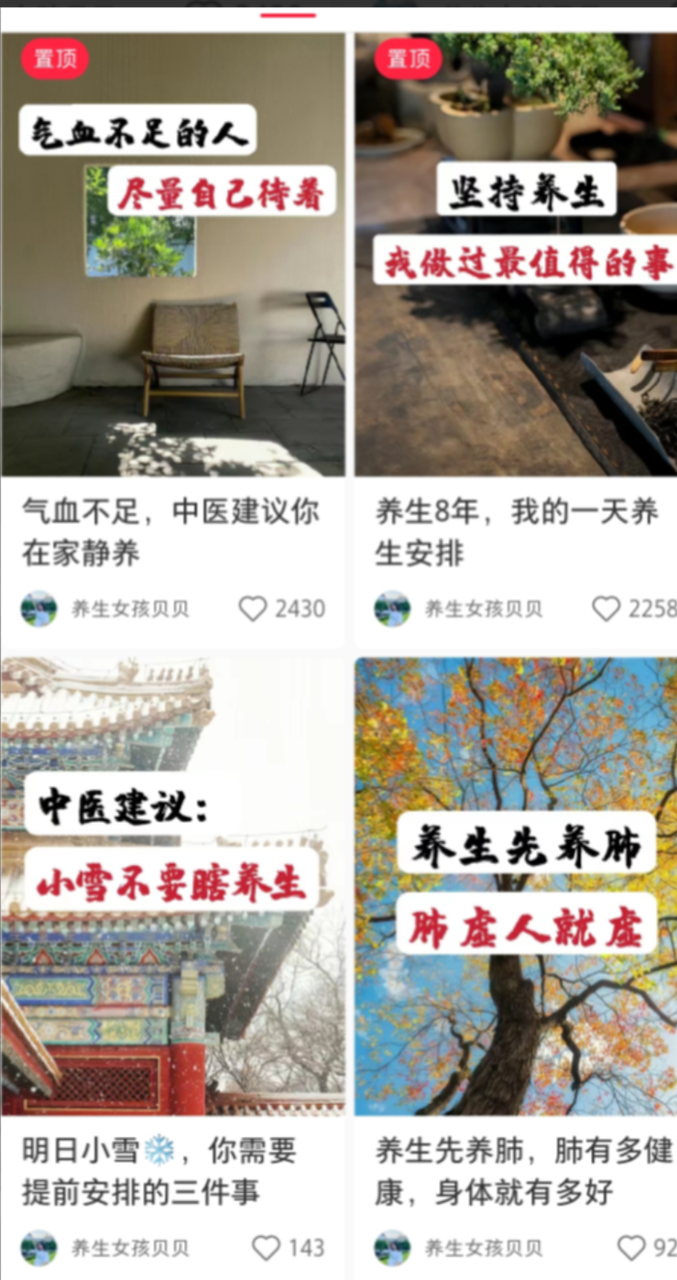 置顶
气血不足的人
尽量自己待着
气血不足，中医建议你
在家静养
养生女孩贝贝
2430
置顶
坚持养生
我做过最值得的事
养生8年，我的一天养
生安排
养生女孩贝贝
2258
中医建议：
小雪不要瞎养生
明日小雪❄️，你需要
提前安排的三件事
养生女孩贝贝
143
养生先养肺
肺虚人就虚
养生先养肺，肺有多健
康，身体就有多好
养生女孩贝贝
92